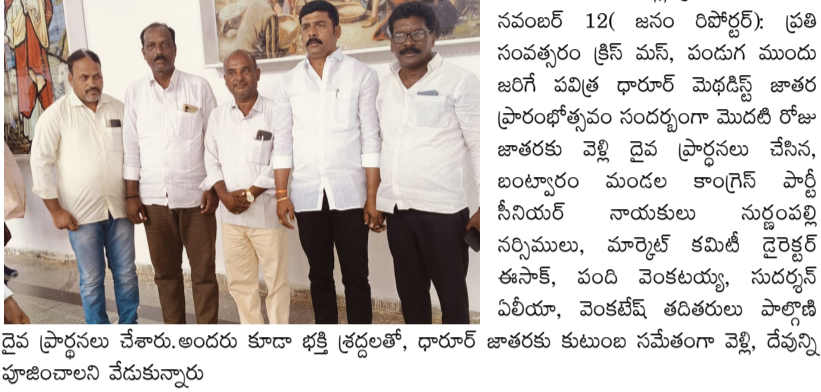 నవంబర్ 12( జనం రిపోర్టర్): ప్రతి
సంవత్సరం క్రిస్ మస్, పండుగ ముందు
జరిగే పవిత్ర ధారూర్ మెథడిస్ట్ జాతర
ప్రారంభోత్సవం సందర్బంగా మొదటి రోజు
జాతరకు వెళ్లి దైవ ప్రార్ధనలు చేసిన,
బంట్వారం మండల కాంగ్రెస్ పార్టీ
సీనియర్ నాయకులు నుర్ణంపల్లి
నర్సిములు, మార్కెట్ కమిటీ డైరెక్టర్
ఈసాక్, పంది వెంకటయ్య, సుదర్శన్
ఏలీయా, వెంకటేష్ తదితరులు పాల్గొణి
దైవ ప్రార్థనలు చేశారు.అందరు కూడా భక్తి శ్రద్దలతో, ధారూర్ జాతరకు కుటుంబ సమేతంగా వెళ్లి, దేవున్ని
పూజించాలని వేడుకున్నారు